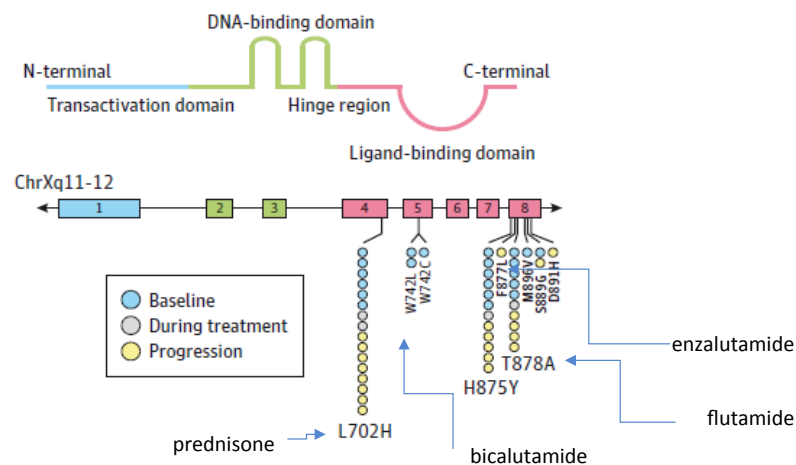 DNA-binding domain
N-terminal
C-terminal
Transactivation domain
Hinge region
Ligand-binding domain
ChrXq11-12
1
2
3
4
5
6
7
8
W742L
W742C
F877L
M896V
S889G
D891H
Baseline
During treatment
Progression
enzalutamide
T878A
H875Y
flutamide
L702H
prednisone
bicalutamide